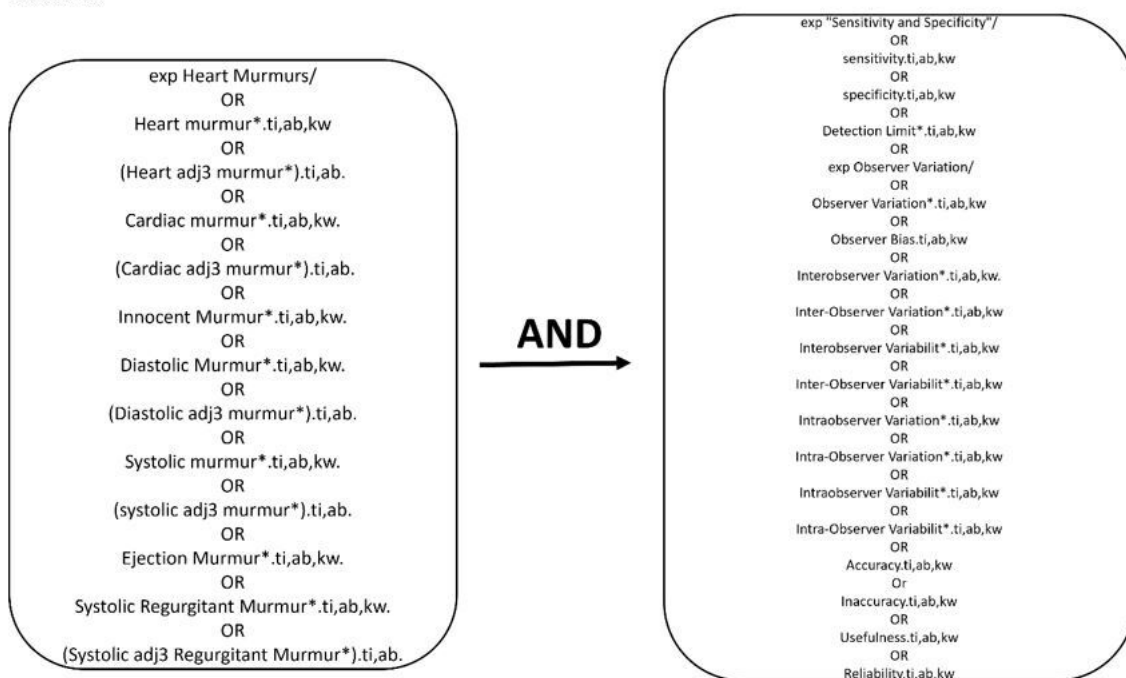 exp Heart Murmurs/
OR
Heart murmur*.ti,ab,kw
OR
(Heart adj3 murmur*).ti,ab.
OR
Cardiac murmur*.ti,ab,kw.
OR
(Cardiac adj3 murmur*).ti,ab.
OR
Innocent Murmur*.ti,ab,kw.
OR
Diastolic Murmur*.ti,ab,kw.
OR
(Diastolic adj3 murmur*).ti,ab.
OR
Systolic murmur*.ti,ab,kw.
OR
(systolic adj3 murmur*).ti,ab.
OR
Ejection Murmur*.ti,ab,kw.
OR
Systolic Regurgitant Murmur*.ti,ab,kw.
OR
(Systolic adj3 Regurgitant Murmur*).ti,ab.
AND
exp "Sensitivity and Specificity"/
OR
sensitivity.ti,ab,kw
OR
specificity.ti,ab,kw
OR
Detection Limit*.ti,ab,kw
OR
exp Observer Variation/
OR
Observer Variation*.ti,ab,kw
OR
Observer Bias.ti,ab,kw
OR
Interobserver Variation*.ti,ab,kw.
OR
Inter-Observer Variation*.ti,ab,kw
OR
Interobserver Variabilit*.ti,ab,kw
OR
Inter-Observer Variabilit*.ti,ab,kw
OR
Intraobserver Variation*.ti,ab,kw
OR
Intra-Observer Variation*.ti,ab,kw
OR
Intraobserver Variabilit*.ti,ab,kw
OR
Intra-Observer Variabilit*.ti,ab,kw
OR
Accuracy.ti,ab,kw
Or
Inaccuracy.ti,ab,kw
OR
Usefulness.ti,ab,kw
OR
Reliability.ti,ab,kw